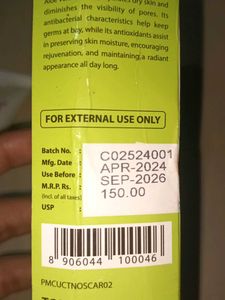 diminishes the visibility of pores. Its
antibacterial characteristics help keep
germs at bay, while its antioxidants assist
in preserving skin moisture, encouraging
rejuvenation, and maintaining a radiant
appearance all day long.
FOR EXTERNAL USE ONLY
Batch No. : C02524001
Mfg. Date : APR-2024
Use Before : SEP-2026
M.R.P. Rs. : 150.00
(incl. of all taxes)
USP
8 906044 100046
PMCUCTNOSCAR02